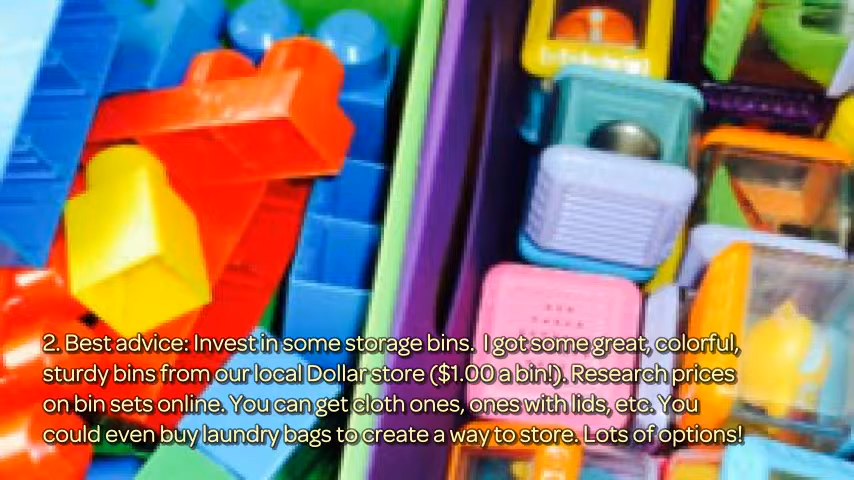 2. Best advice: Invest in some storage bins.  I got some great, colorful,
sturdy bins from our local Dollar store ($1.00 a bin!). Research prices
on bin sets online. You can get cloth ones, ones with lids, etc. You
could even buy laundry bags to create a way to store. Lots of options!